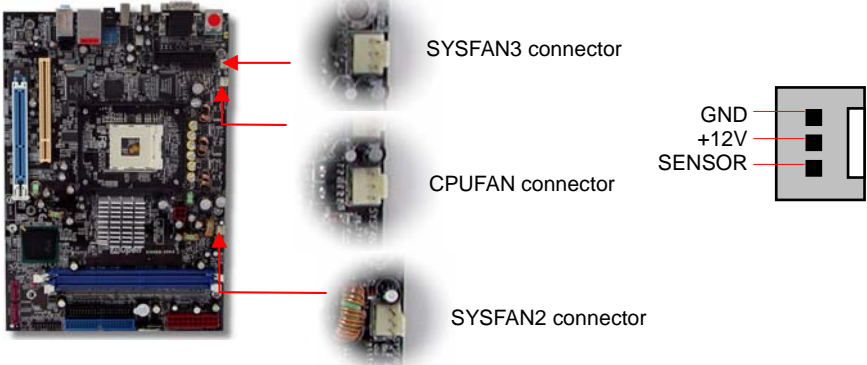 SYSFAN3 connector
CPUFAN connector
SYSFAN2 connector
GND
+12V
SENSOR